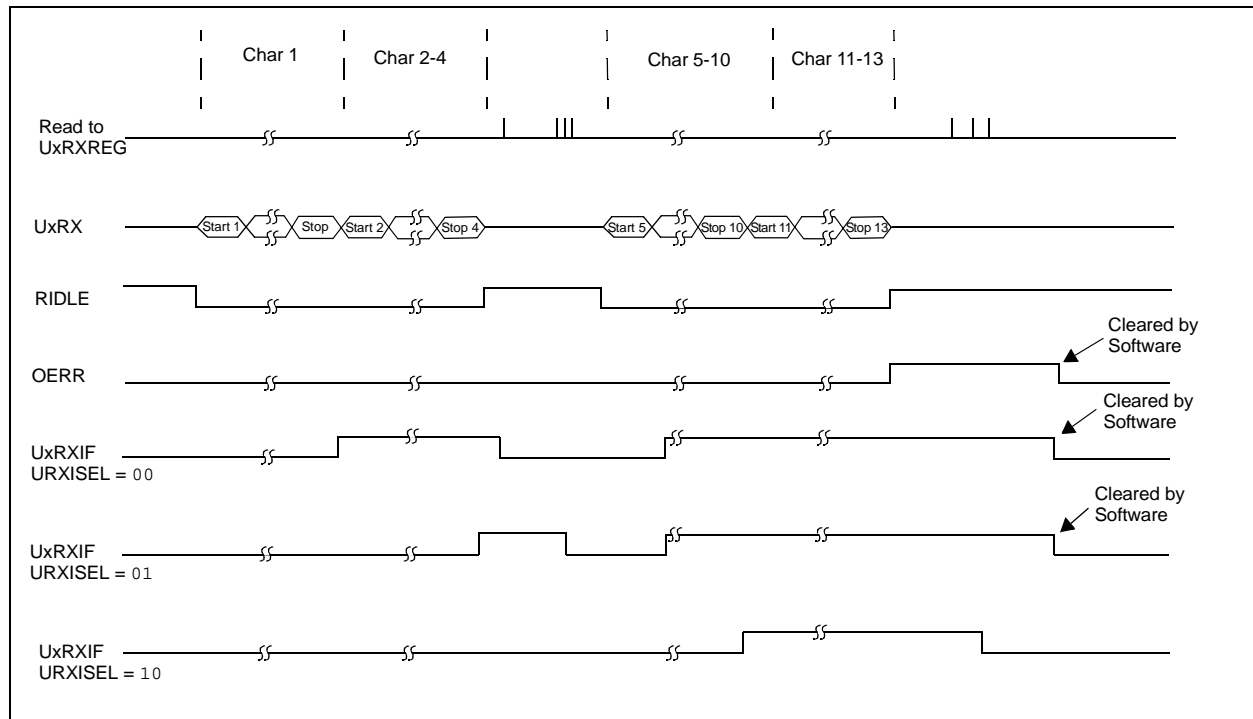 Char 1
Char 2-4
Char 5-10
Char 11-13
Read to
UxRXREG
UxRX
Start 1
Stop
Start 2
Stop 4
Start 5
Stop 10
Start 11
Stop 13
RIDLE
Cleared by
Software
OERR
Cleared by
Software
UxRXIF
URXISEL = 00
Cleared by
Software
UxRXIF
URXISEL = 01
UxRXIF
URXISEL = 10